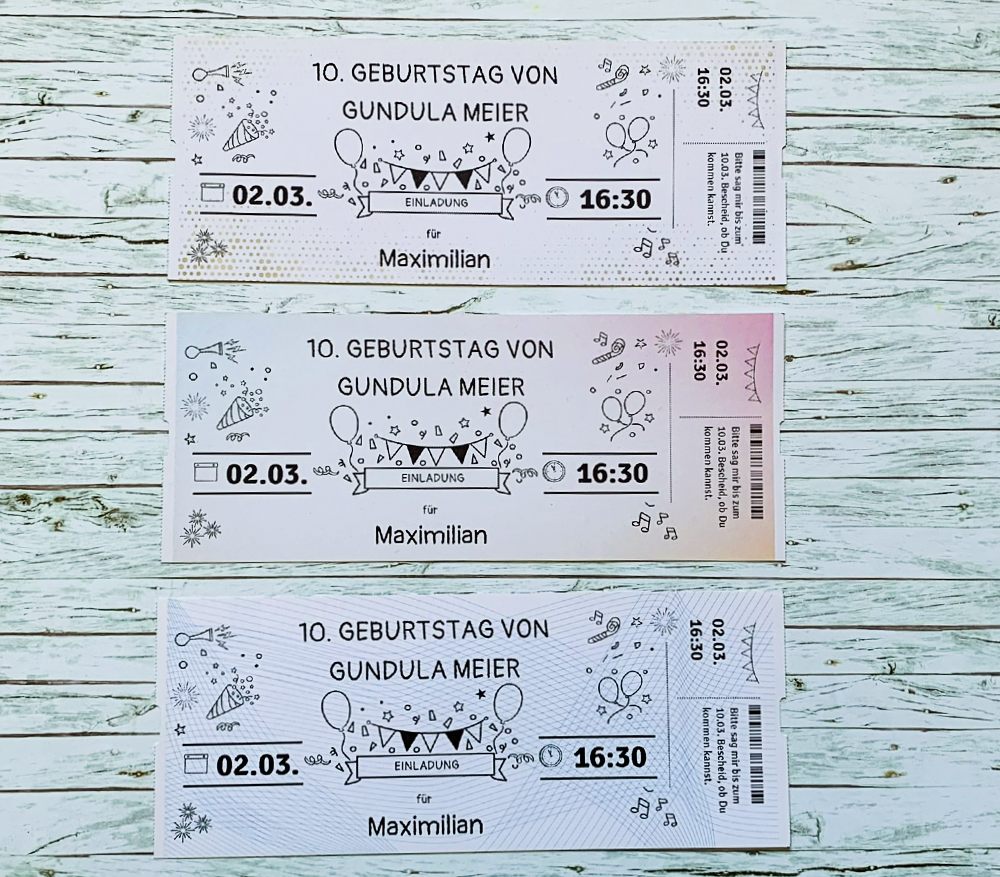 10. GEBURTSTAG VON
GUNDULA MEIER
02.03.
EINLADUNG
16:30
für
Maximilian
02.03.
16:30
Bitte sag mir bis zum
10.03. Bescheid, ob Du
kommen kannst.
10. GEBURTSTAG VON
GUNDULA MEIER
02.03.
EINLADUNG
16:30
für
Maximilian
02.03.
16:30
Bitte sag mir bis zum
10.03. Bescheid, ob Du
kommen kannst.
10. GEBURTSTAG VON
GUNDULA MEIER
02.03.
EINLADUNG
16:30
für
Maximilian
02.03.
16:30
Bitte sag mir bis zum
10.03. Bescheid, ob Du
kommen kannst.